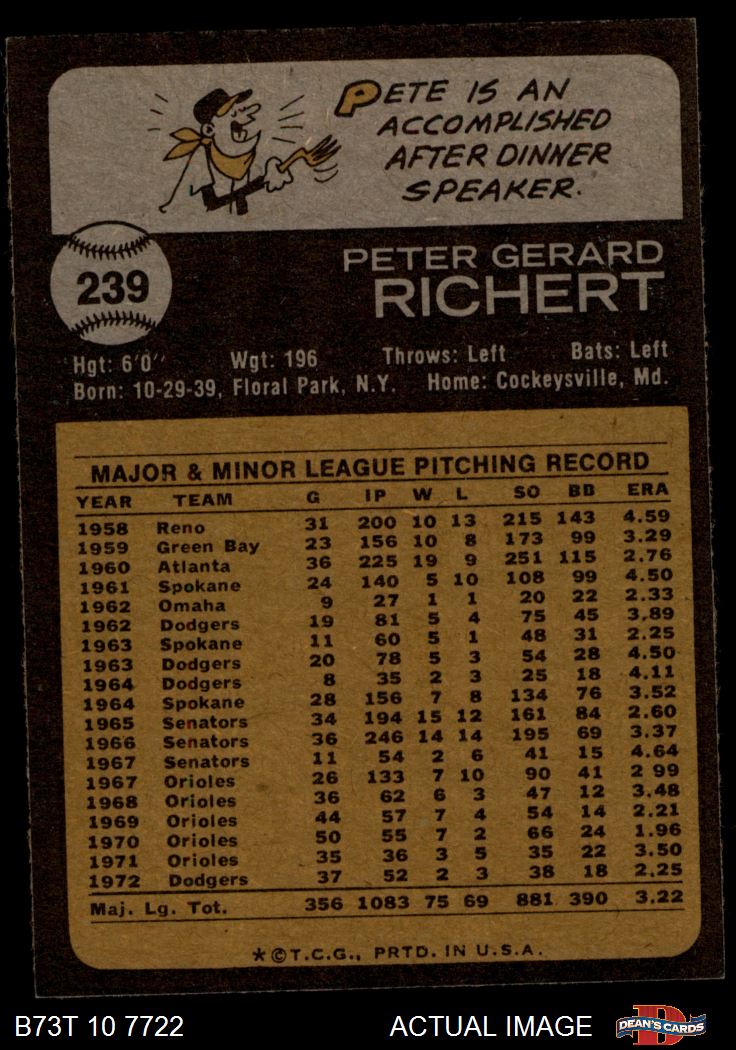 PETE IS AN
ACCOMPLISHED
AFTER DINNER
SPEAKER.
239
PETER GERARD
RICHERT
Hgt: 6'0" Wgt: 196 Throws: Left Bats: Left
Born: 10-29-39, Floral Park, N.Y. Home: Cockeysville, Md.
MAJOR & MINOR LEAGUE PITCHING RECORD
YEAR TEAM G IP W L SO BB ERA
1958 Reno 31 200 10 13 215 143 4.59
1959 Green Bay 23 156 10 8 173 99 3.29
1960 Atlanta 36 225 19 9 251 115 2.76
1961 Spokane 24 140 5 10 108 99 4.50
1962 Omaha 9 27 1 1 20 22 2.33
1962 Dodgers 19 81 5 4 75 45 3.89
1963 Spokane 11 60 5 1 48 31 2.25
1963 Dodgers 20 78 5 3 54 28 4.50
1964 Dodgers 8 35 2 3 25 18 4.11
1964 Spokane 28 156 7 8 134 76 3.52
1965 Senators 34 194 15 12 161 84 2.60
1966 Senators 36 246 14 14 195 69 3.37
1967 Senators 11 54 2 6 41 15 4.64
1967 Orioles 26 133 7 10 90 41 2 99
1968 Orioles 36 62 6 3 47 12 3.48
1969 Orioles 44 57 7 4 54 14 2.21
1970 Orioles 50 55 7 2 66 24 1.96
1971 Orioles 35 36 3 5 35 22 3.50
1972 Dodgers 37 52 2 3 38 18 2.25
Maj. Lg. Tot. 356 1083 75 69 881 390 3.22
*©T.C.G., PRTD. IN U.S.A.
B73T 10 7722 ACTUAL IMAGE DEAN'S CARDS